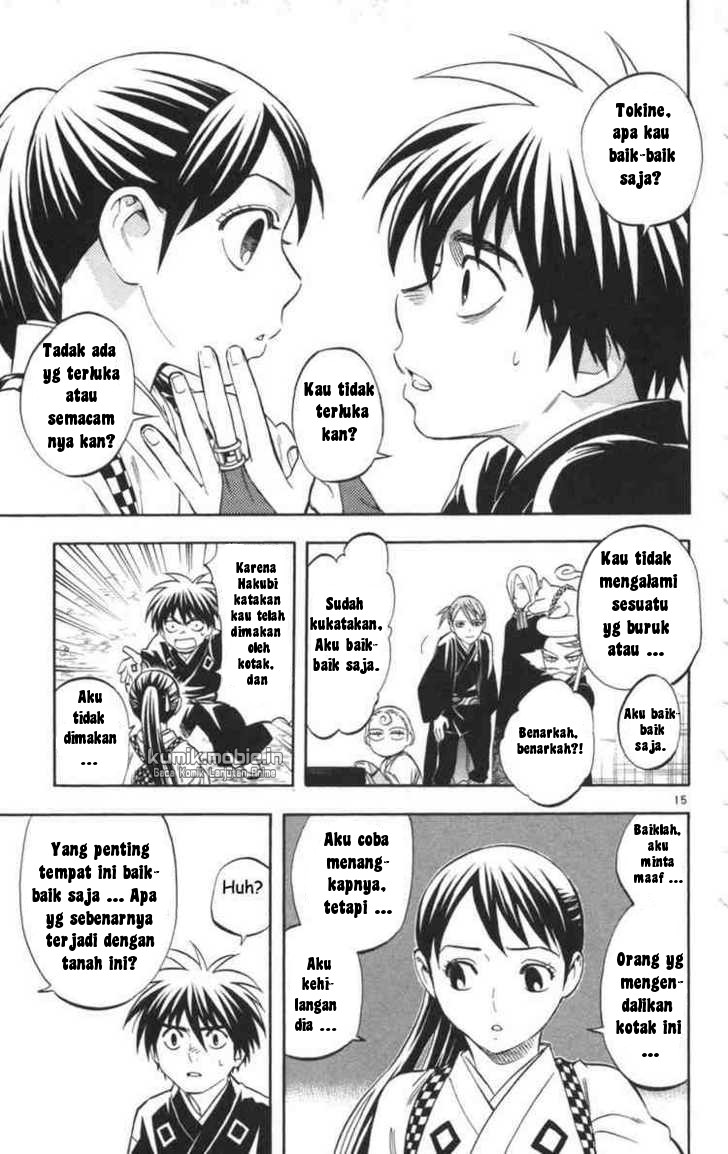 Tokine,
apa kau
baik-baik
saja?
Kau tidak
terluka
kan?
Tadak ada
yg terluka
atau
semacam
nya kan?
Kau tidak
mengalami
sesuatu
yg buruk
atau ...
Aku baik-
baik
saja.
Benarkah,
benarkah?!
Sudah
kukatakan,
Aku baik-
baik saja.
Karena
Hakubi
katakan
kau telah
dimakan
oleh
kotak,
dan
Aku
tidak
dimakan
...
kumik.mobie.in
Baca Komik Lanjutan Anime
15
Baiklah,
aku
minta
maaf ...
Orang yg
mengen-
dalikan
kotak ini
...
Aku coba
menang-
kapnya,
tetapi ...
Aku
kehi-
langan
dia ...
Huh?
Yang penting
tempat ini baik-
baik saja ... Apa
yg sebenarnya
terjadi dengan
tanah ini?